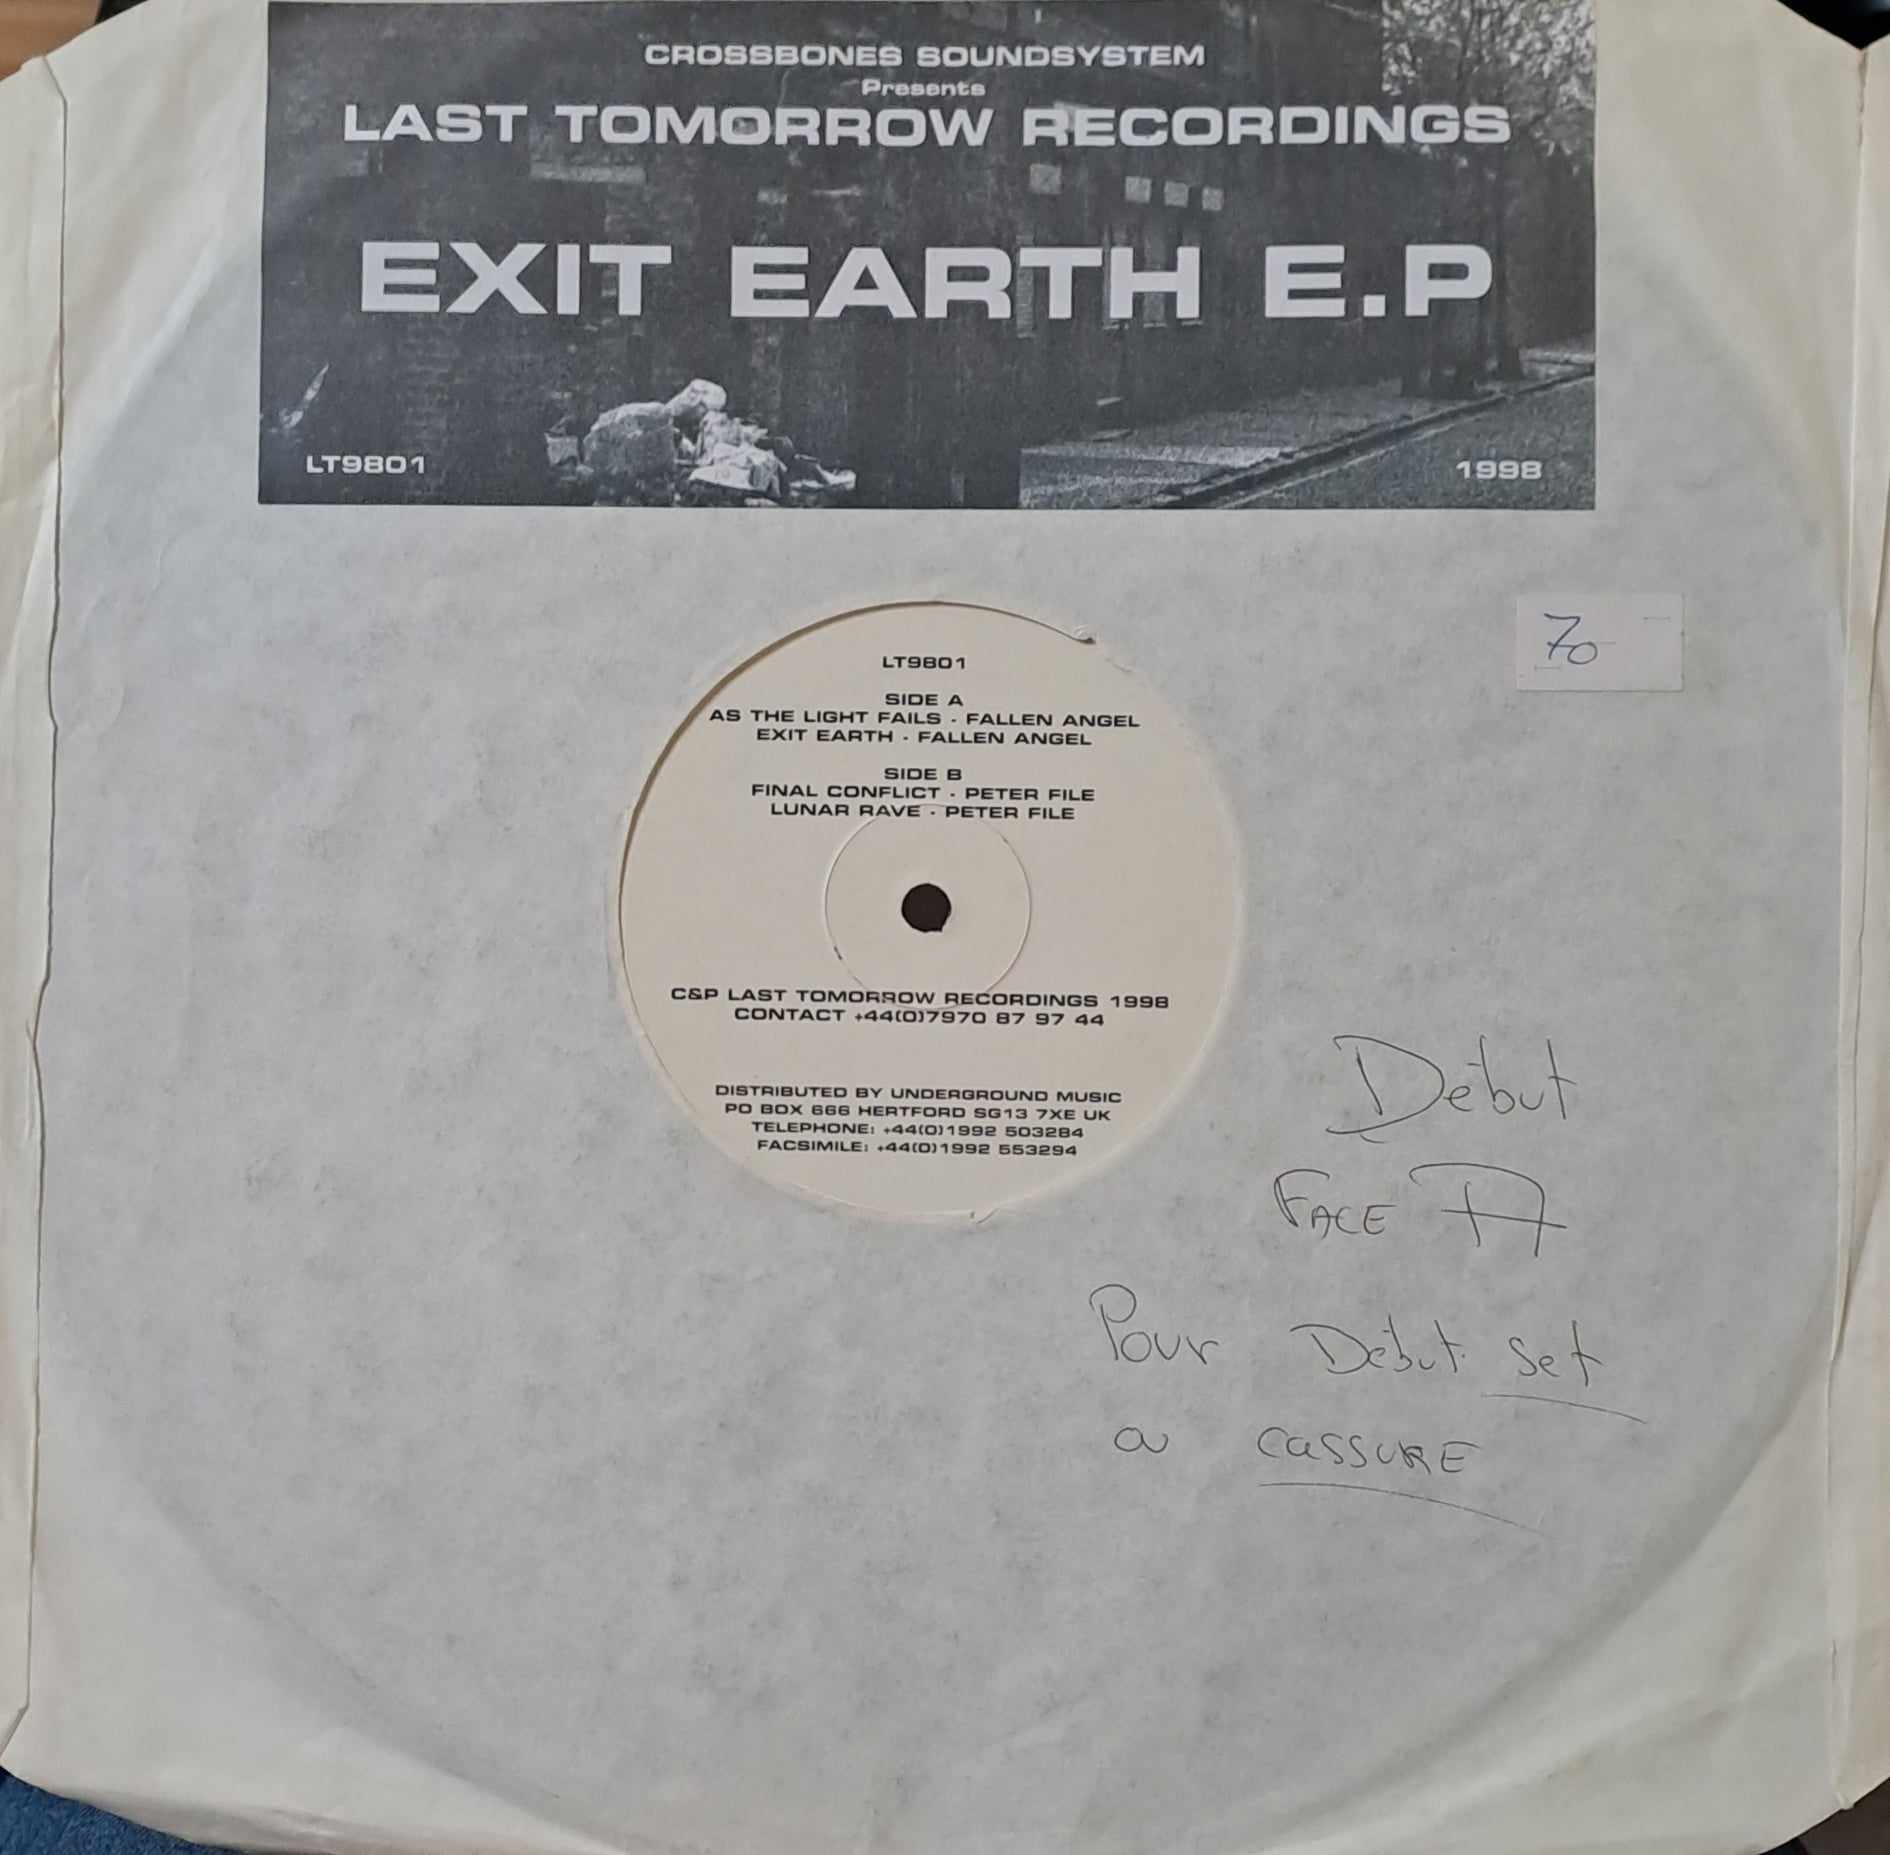 CROSSBONES SOUNDSYSTEM
Presents
LAST TOMORROW RECORDINGS
EXIT EARTH E.P
LT9801
1998
70
LT9801
SIDE A
AS THE LIGHT FAILS - FALLEN ANGEL
EXIT EARTH - FALLEN ANGEL
SIDE B
FINAL CONFLICT - PETER FILE
LUNAR RAVE - PETER FILE
C&P LAST TOMORROW RECORDINGS 1998
CONTACT +44(0)7970 87 97 44
DISTRIBUTED BY UNDERGROUND MUSIC
PO BOX 666 HERTFORD SG13 7XE UK
TELEPHONE: +44(0)1992 503284
FACSIMILE: +44(0)1992 553294
Début
FACE A
Pour Début set
ou cassURE